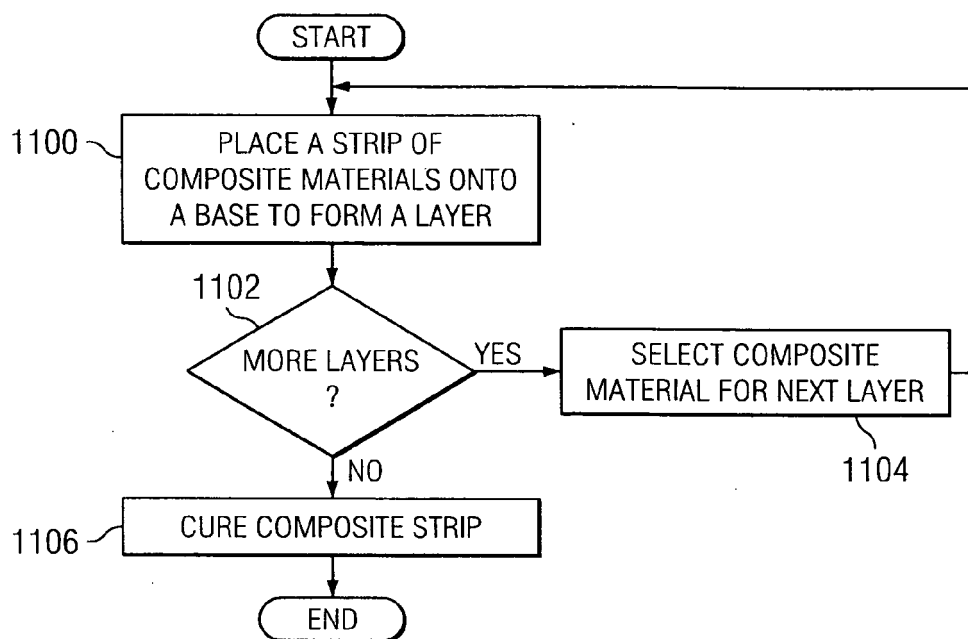 START
1100
PLACE A STRIP OF
COMPOSITE MATERIALS ONTO
A BASE TO FORM A LAYER
1102
MORE LAYERS
?
YES
SELECT COMPOSITE
MATERIAL FOR NEXT LAYER
1104
NO
1106
CURE COMPOSITE STRIP
END